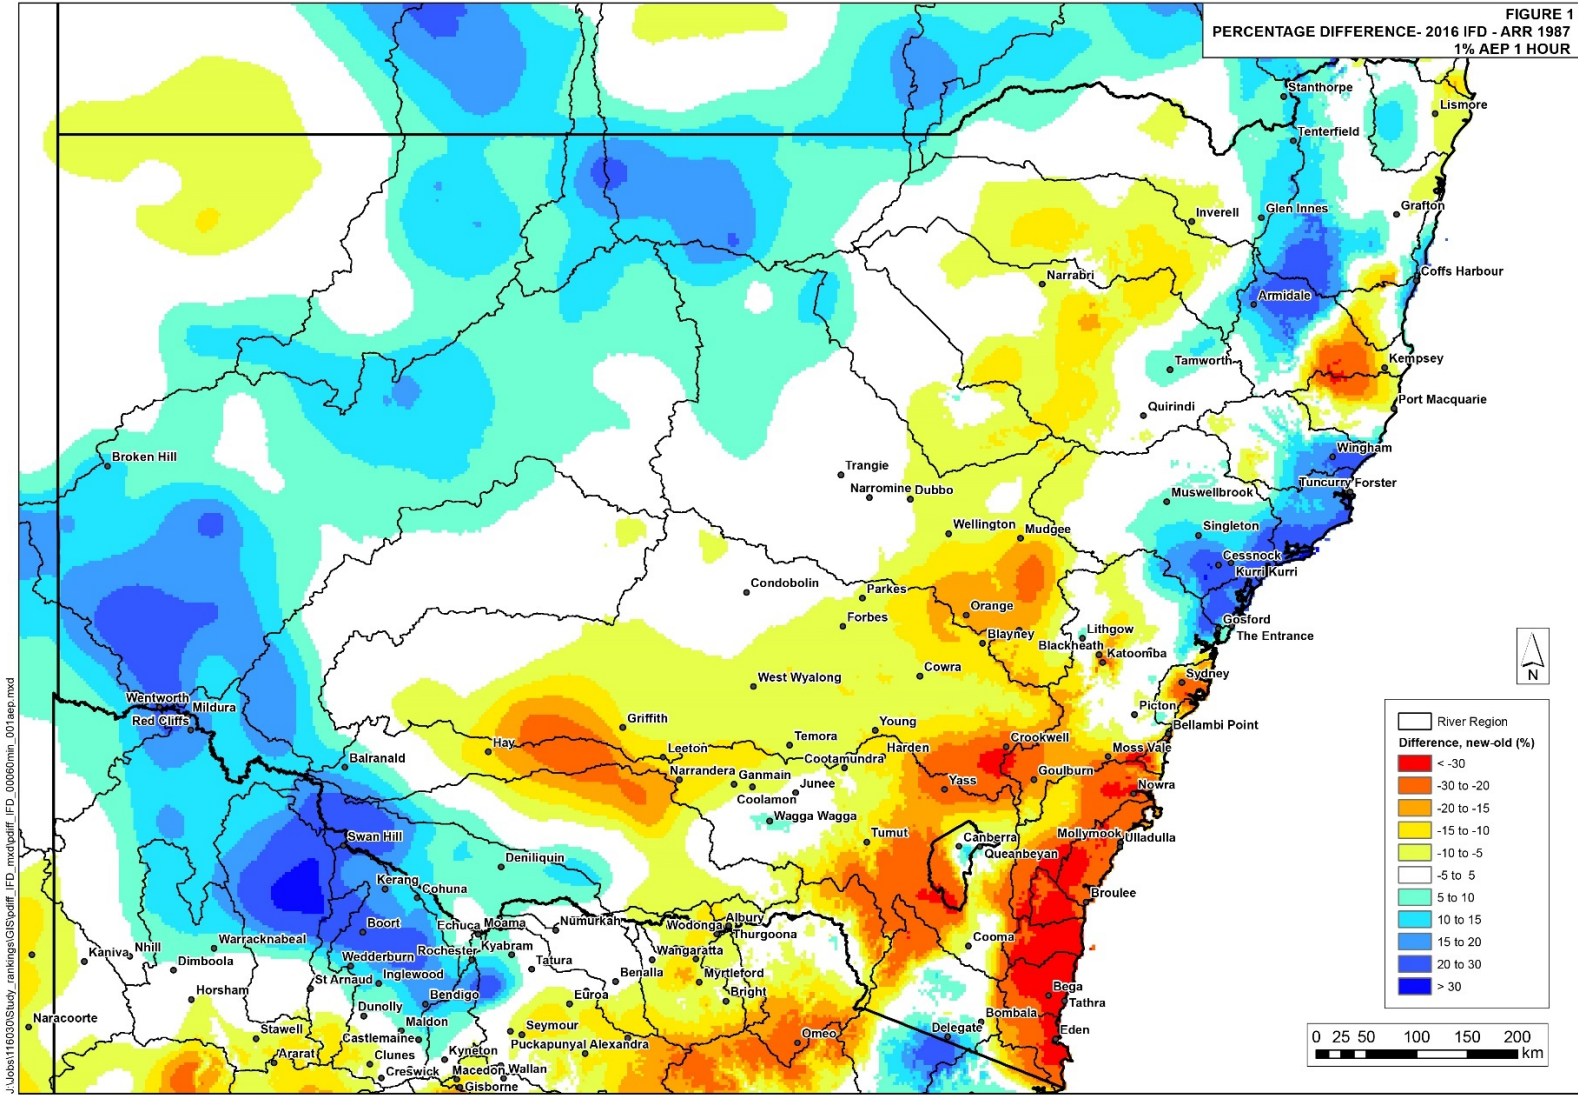 FIGURE 1
PERCENTAGE DIFFERENCE- 2016 IFD - ARR 1987
1% AEP 1 HOUR
Stanthorpe
Lismore
Tenterfield
Inverell
Glen Innes
Grafton
Narrabri
Coffs Harbour
Armidale
Tamworth
Kempsey
Quirindi
Port Macquarie
Broken Hill
Trangie
Wingham
Narromine
Dubbo
Muswellbrook
Tuncurry
Forster
Wellington
Mudgee
Singleton
Cessnock
Kurri Kurri
Condobolin
Parkes
Orange
Gosford
Forbes
Blayney
Lithgow
The Entrance
Blackheath
Katoomba
Cowra
Sydney
West Wyalong
Wentworth
Mildura
Picton
Red Cliffs
Griffith
Young
Bellambi Point
Hay
Temora
Harden
Crookwell
Balranald
Leeton
Cootamundra
Moss Vale
Narrandera
Ganmain
Junee
Yass
Goulburn
Nowra
Coolamon
Wagga Wagga
Swan Hill
Tumut
Canberra
Mollymook
Ulladulla
Deniliquin
Queanbeyan
Kerang
Cohuna
Broulee
Boort
Echuca
Moama
Numurkah
Wodonga
Albury
Thurgoona
Kaniva
Nhill
Warracknabeal
Rochester
Kyabram
Wangaratta
Cooma
Dimboola
Wedderburn
Tatura
Myrtleford
St Arnaud
Inglewood
Benalla
Bega
Horsham
Dunolly
Bendigo
Euroa
Bright
Tathra
Naracoorte
Maldon
Bombala
Stawell
Castlemaine
Seymour
Omeo
Delegate
Eden
Ararat
Clunes
Kyneton
Puckapunyal
Alexandra
Creswick
Macedon
Wallan
Gisborne
N
River Region
Difference, new-old (%)
< -30
-30 to -20
-20 to -15
-15 to -10
-10 to -5
-5 to 5
5 to 10
10 to 15
15 to 20
20 to 30
> 30
0 25 50 100 150 200
km
J:\Jobs\116030\Study_rankings\GIS\pdiff_IFD_mxd\pdiff_IFD_00060min_001aep.mxd